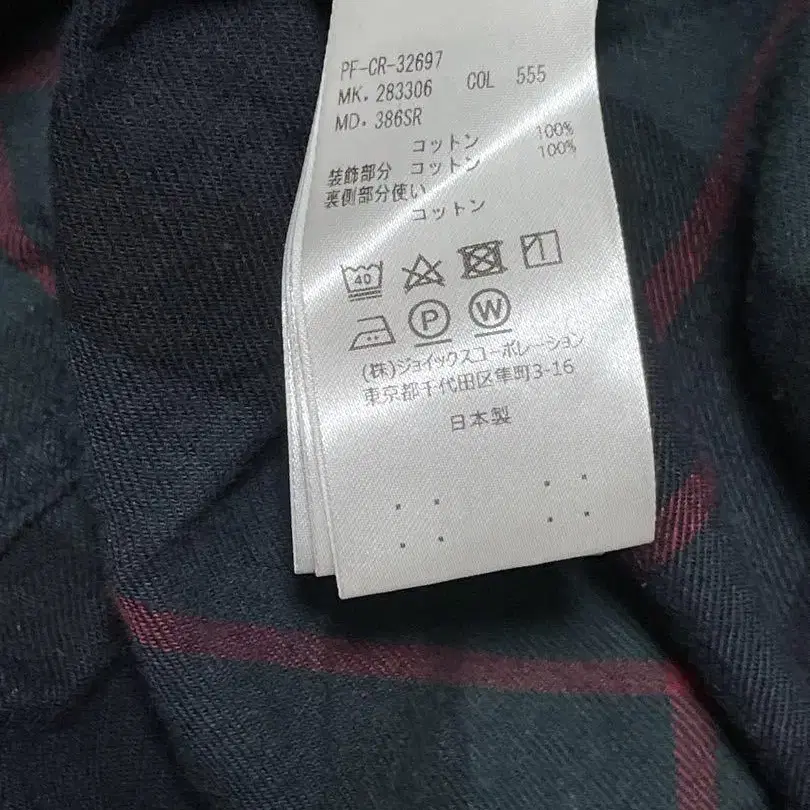 PF-CR-32697
MK. 283306 COL 555
MD. 386SR
コットン 100%
装飾部分 コットン 100%
裏側部分使い
コットン
40
P W
(株)ジョイックスコーポレーション
東京都千代田区隼町3-16
日本製